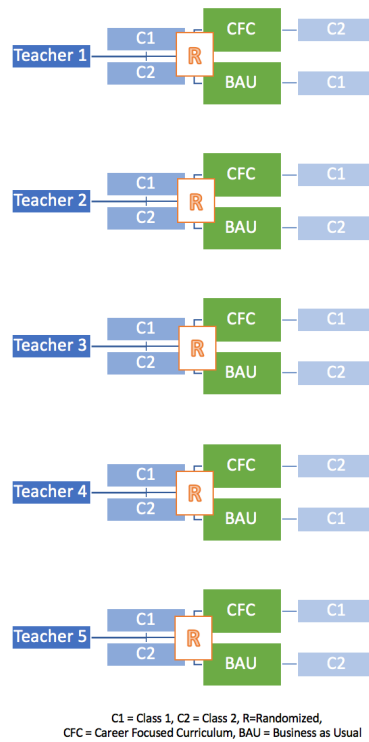 C1 CFC C2
Teacher 1 R
C2 BAU C1
C1 CFC C1
Teacher 2 R
C2 BAU C2
C1 CFC C1
Teacher 3 R
C2 BAU C2
C1 CFC C2
Teacher 4 R
C2 BAU C1
C1 CFC C1
Teacher 5 R
C2 BAU C2
C1 = Class 1, C2 = Class 2, R=Randomized,
CFC = Career Focused Curriculum, BAU = Business as Usual